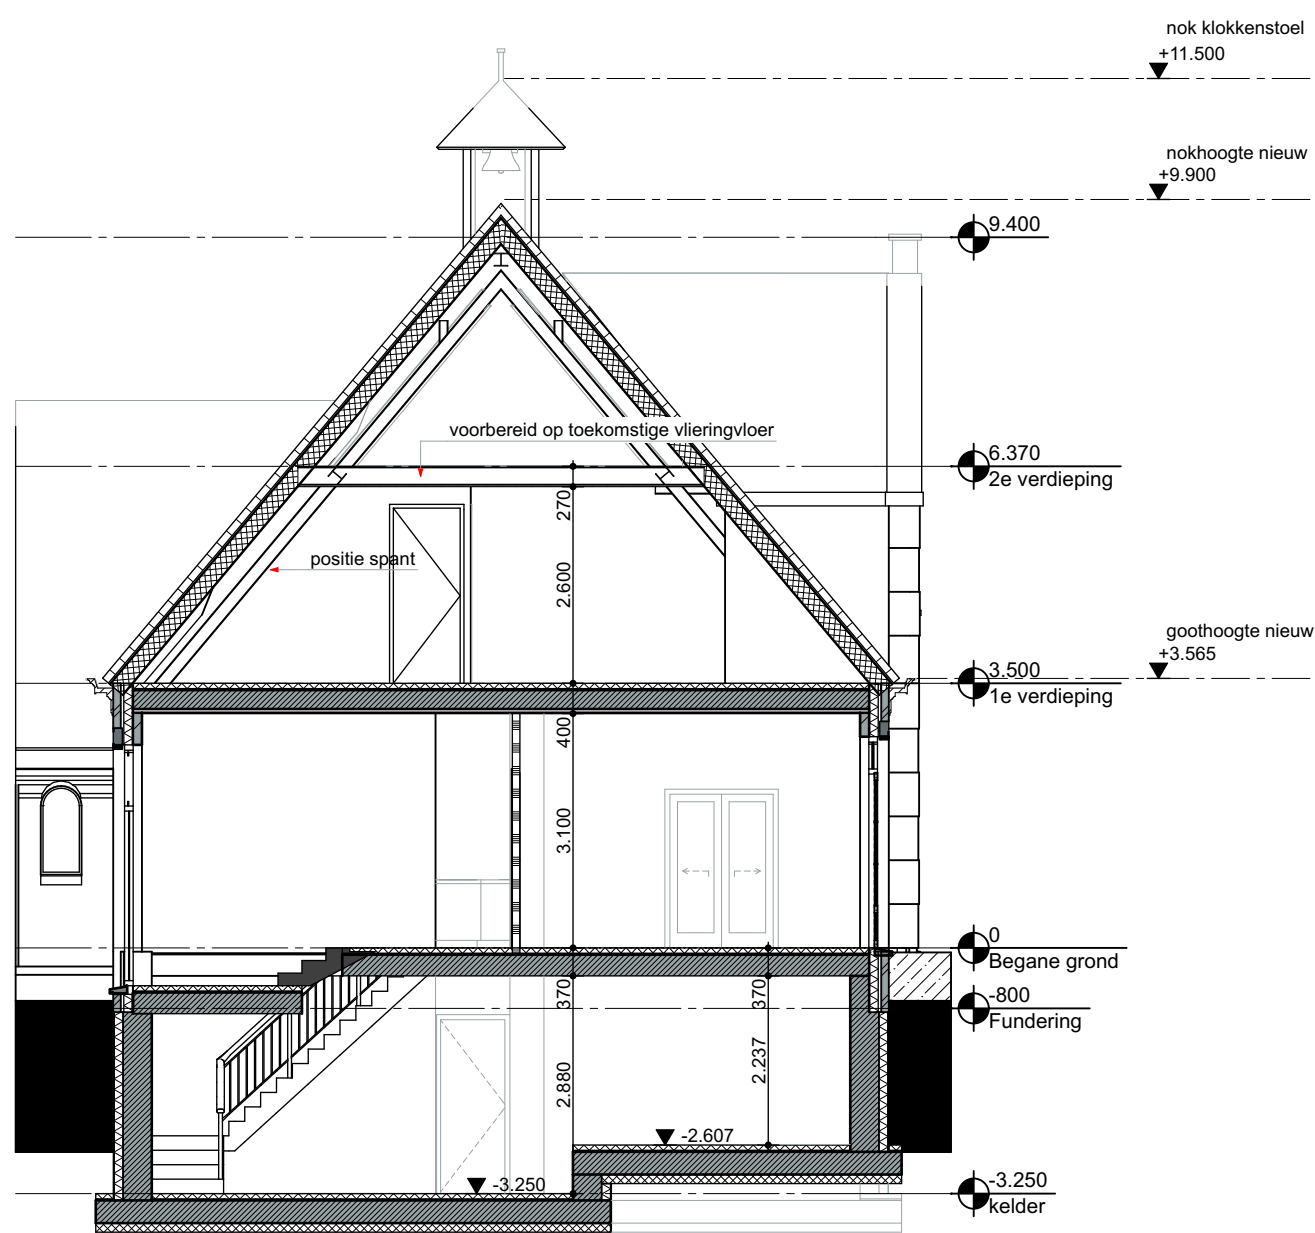 nok klokkenstoel
+11.500
nokhoogte nieuw
+9.900
9.400
voorbereid op toekomstige vlieringvloer
6.370
2e verdieping
270
positie spant
2.600
goothoogte nieuw
+3.565
3.500
1e verdieping
400
3.100
0
Begane grond
370
370
-800
Fundering
2.880
2.237
-2.607
-3.250
-3.250
kelder